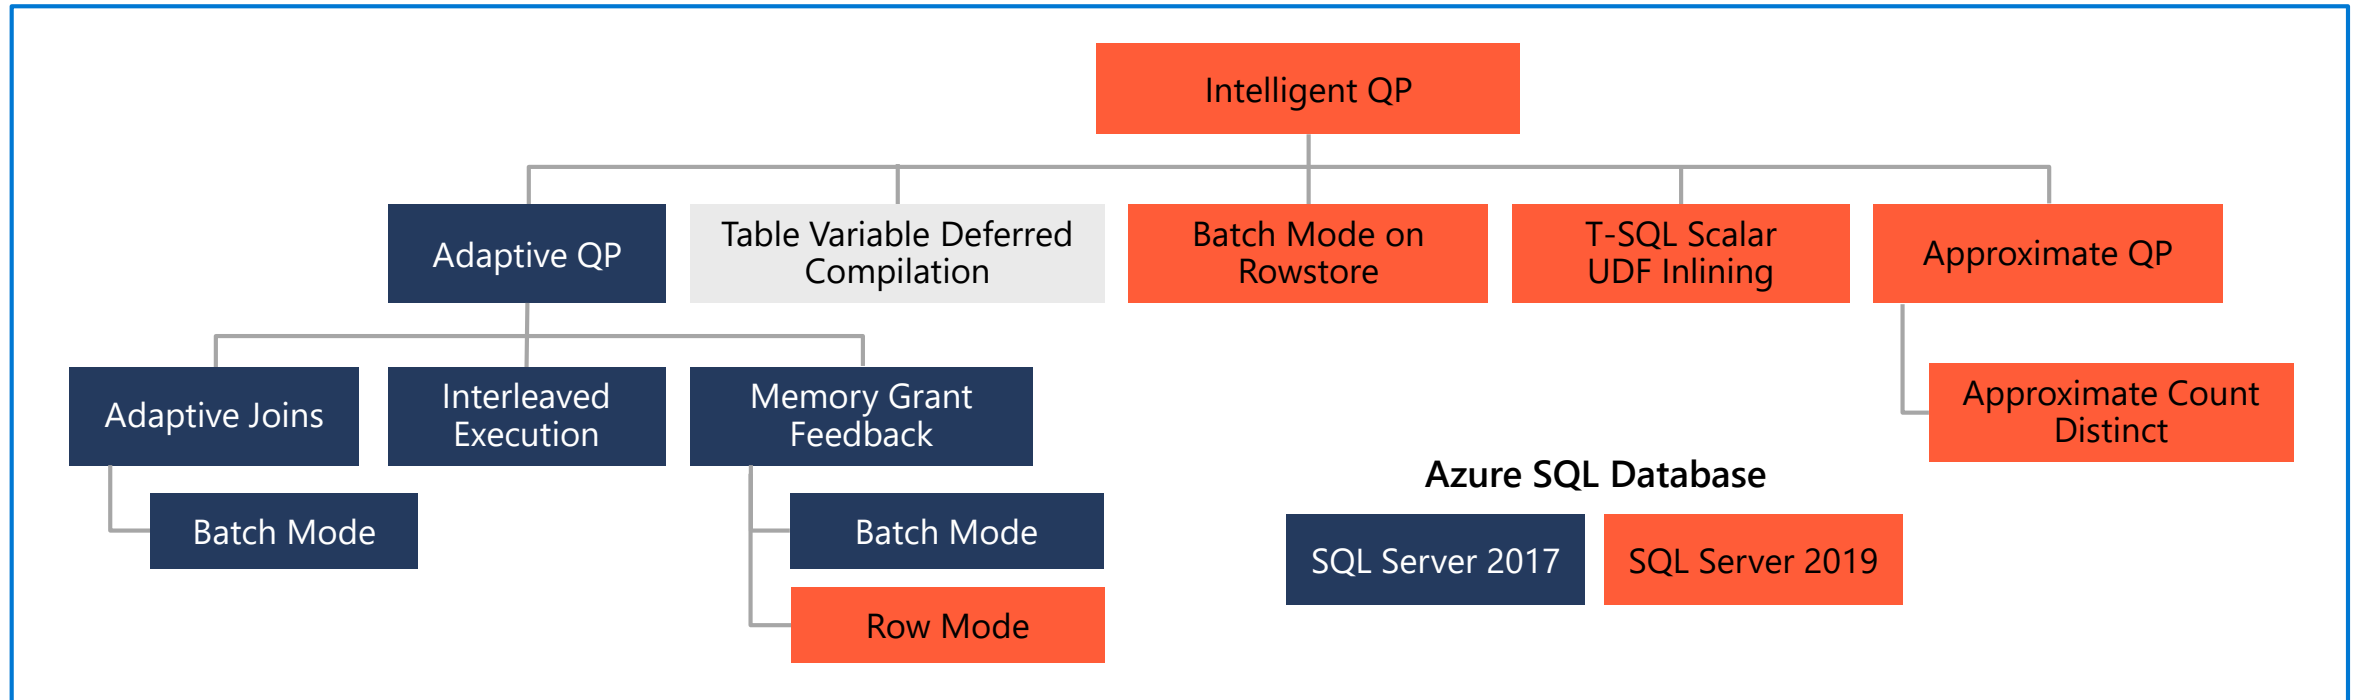 Intelligent QP
Adaptive QP
Table Variable Deferred
Compilation
Batch Mode on
Rowstore
T-SQL Scalar
UDF Inlining
Approximate QP
Adaptive Joins
Interleaved
Execution
Memory Grant
Feedback
Approximate Count
Distinct
Batch Mode
Batch Mode
Row Mode
Azure SQL Database
SQL Server 2017
SQL Server 2019